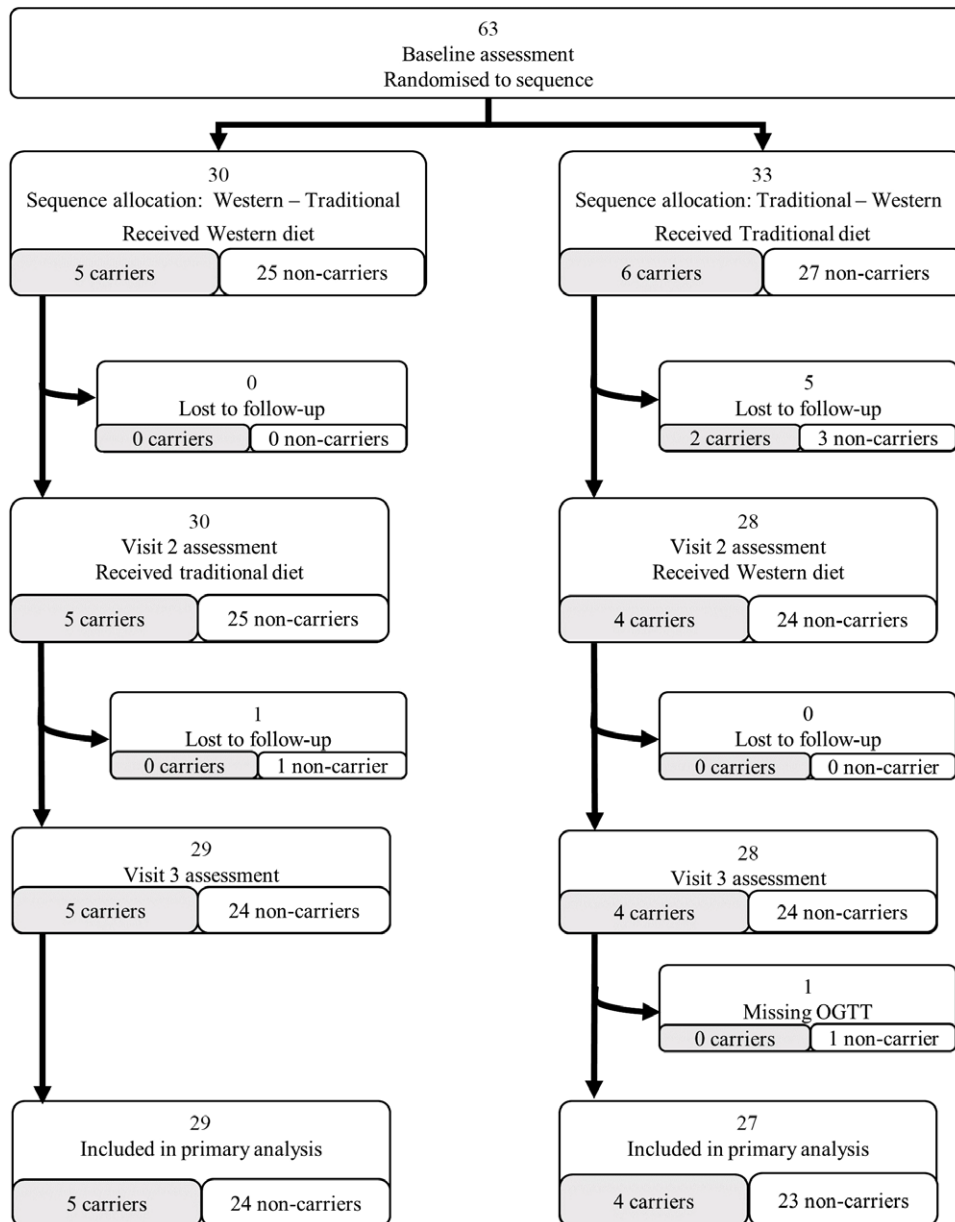 63
Baseline assessment
Randomised to sequence
30
Sequence allocation: Western – Traditional
Received Western diet
5 carriers
25 non-carriers
33
Sequence allocation: Traditional – Western
Received Traditional diet
6 carriers
27 non-carriers
0
Lost to follow-up
0 carriers
0 non-carriers
5
Lost to follow-up
2 carriers
3 non-carriers
30
Visit 2 assessment
Received traditional diet
5 carriers
25 non-carriers
28
Visit 2 assessment
Received Western diet
4 carriers
24 non-carriers
1
Lost to follow-up
0 carriers
1 non-carrier
0
Lost to follow-up
0 carriers
0 non-carrier
29
Visit 3 assessment
5 carriers
24 non-carriers
28
Visit 3 assessment
4 carriers
24 non-carriers
1
Missing OGTT
0 carriers
1 non-carrier
29
Included in primary analysis
5 carriers
24 non-carriers
27
Included in primary analysis
4 carriers
23 non-carriers